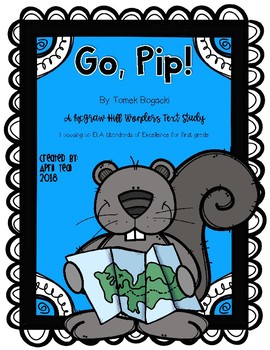 Go, Pip!
By Tomek Bogacki
A McGraw Hill Wonders Text Study
Focusing on ELA Standards of Excellence for first grade
CREATED BY:
April Teal
2018